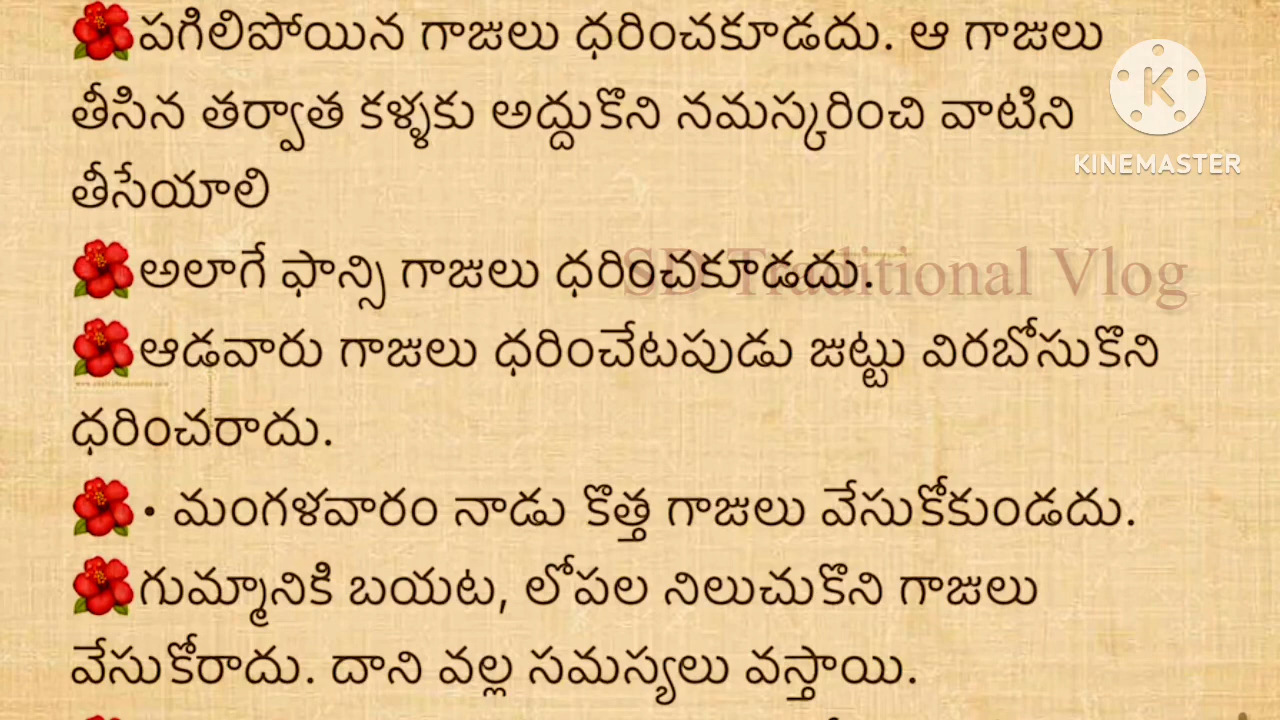 🌺పగిలిపోయిన గాజులు ధరించకూడదు. ఆ గాజులు
తీసిన తర్వాత కళ్ళకు అద్దుకొని నమస్కరించి వాటిని
తీసేయాలి
🌺అలాగే ఫాన్సి గాజులు ధరించకూడదు.
🌺ఆడవారు గాజులు ధరించేటపుడు జుట్టు విరబోసుకొని
ధరించరాదు.
🌺• మంగళవారం నాడు కొత్త గాజులు వేసుకోకుండదు.
🌺గుమ్మానికి బయట, లోపల నిలుచుకొని గాజులు
వేసుకోరాదు. దాని వల్ల సమస్యలు వస్తాయి.
K
KINEMASTER
SD Traditional Vlog